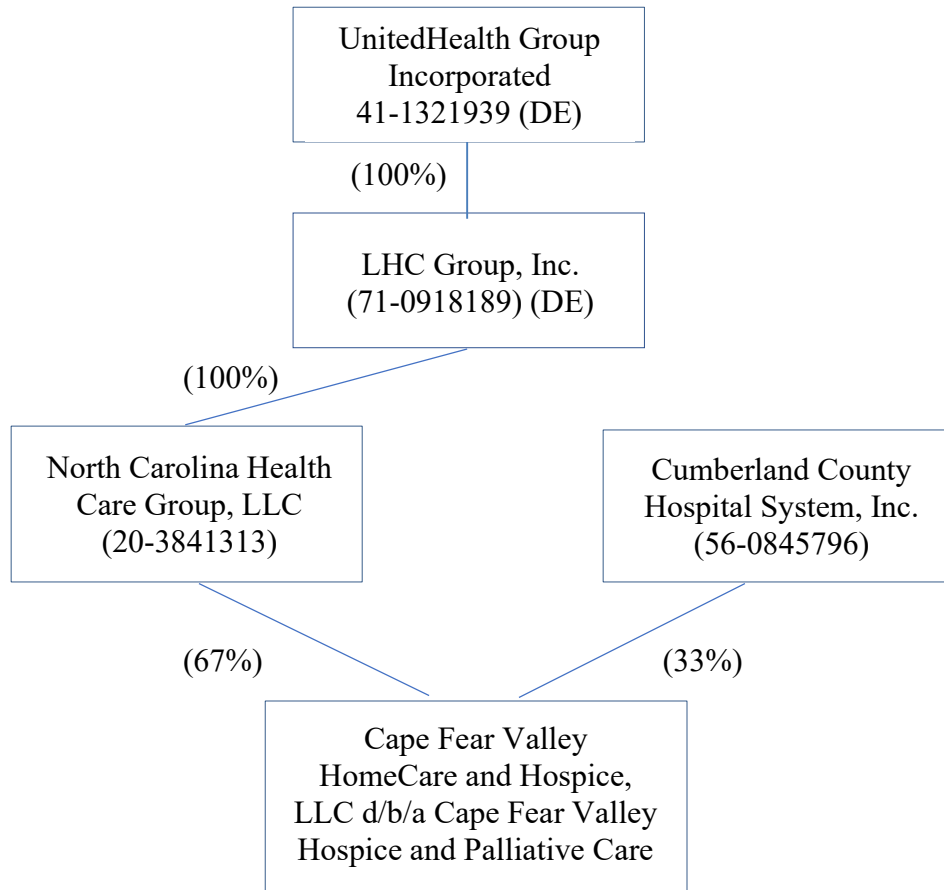 UnitedHealth Group
Incorporated
41-1321939 (DE)
(100%)
LHC Group, Inc.
(71-0918189) (DE)
(100%)
North Carolina Health
Care Group, LLC
(20-3841313)
Cumberland County
Hospital System, Inc.
(56-0845796)
(67%)
(33%)
Cape Fear Valley
HomeCare and Hospice,
LLC d/b/a Cape Fear Valley
Hospice and Palliative Care